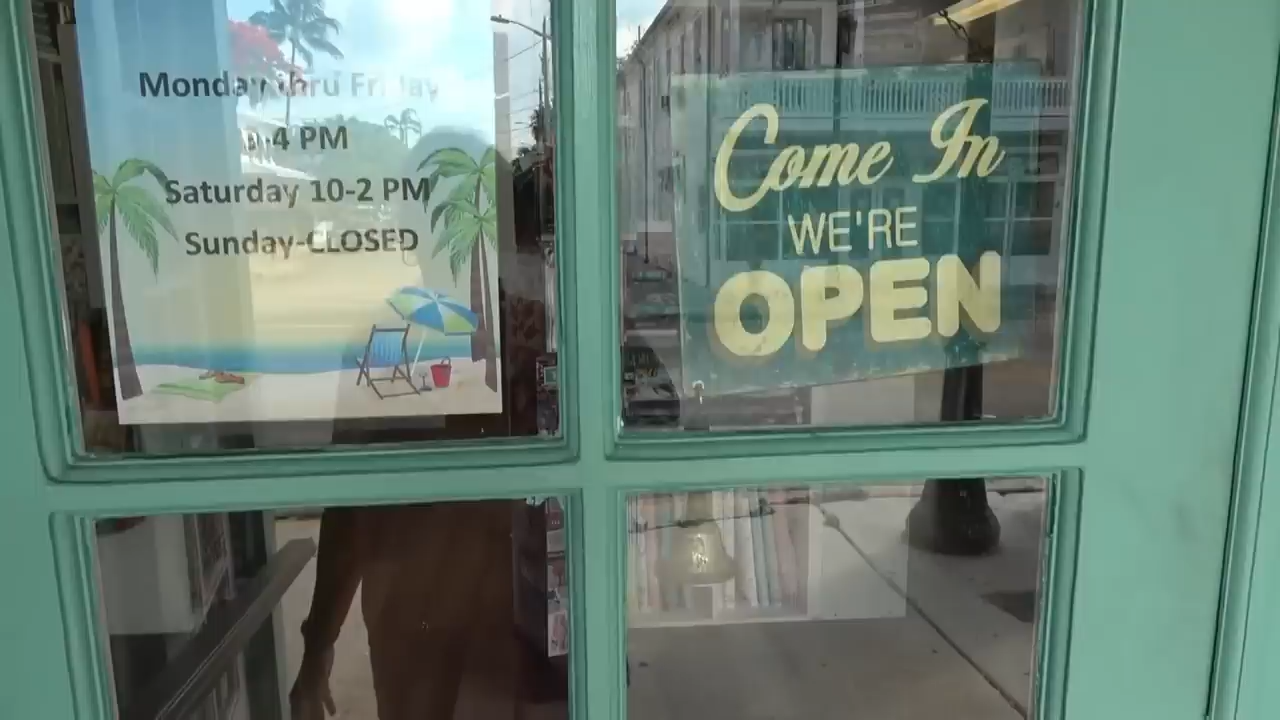 Monday thru Friday
-4 PM
Saturday 10-2 PM
Sunday-CLOSED
Come In
WE'RE
OPEN